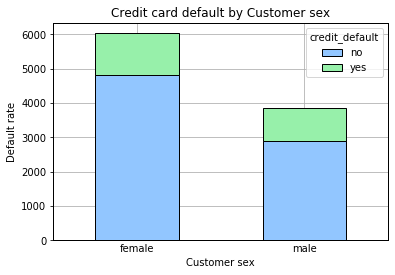 Credit card default by Customer sex
credit_default
no
yes
Default rate
6000
5000
4000
3000
2000
1000
0
female
male
Customer sex